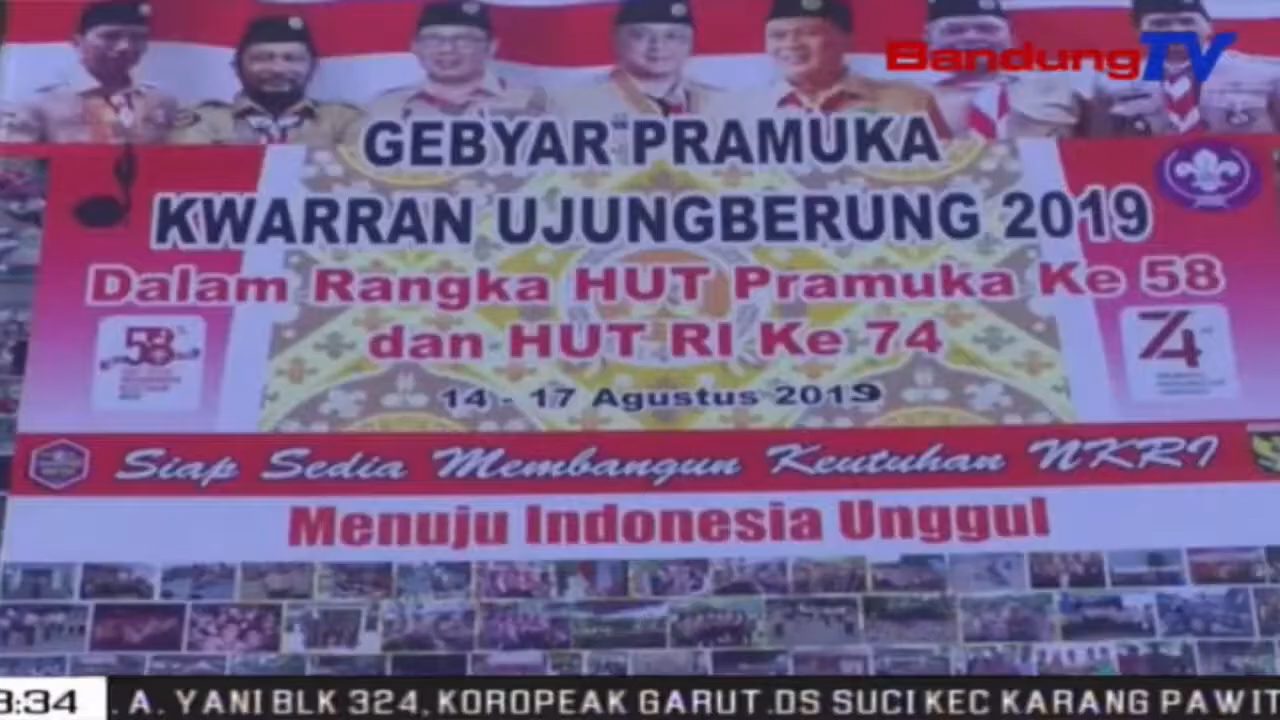 BandungTV
GEBYAR PRAMUKA
KWARRAN UJUNGBERUNG 2019
Dalam Rangka HUT Pramuka Ke 58
dan HUT RI Ke 74
58
74
14 - 17 Agustus 2019
Siap Sedia Membangun Keutuhan NKRI
Menuju Indonesia Unggul
:34 . A. YANI BLK 324, KOROPEAK GARUT .DS SUCI KEC KARANG PAWIT